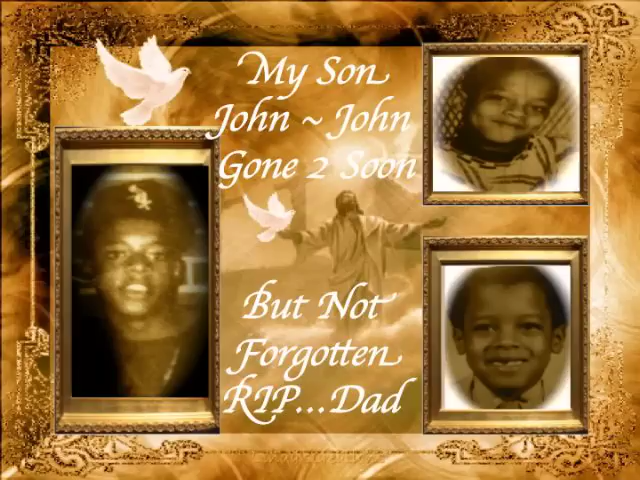 My Son
John ~ John
Gone 2 Soon
But Not
Forgotten
RIP...Dad